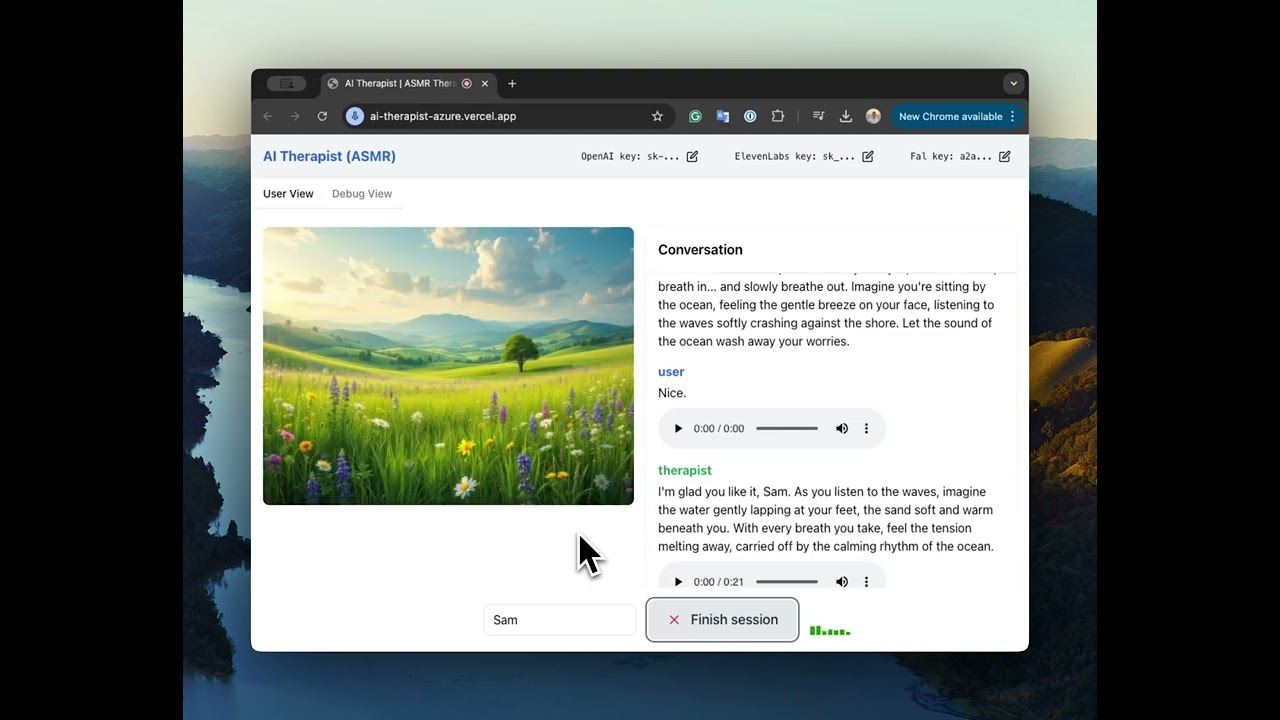 AI Therapist | ASMR Thera
ai-therapist-azure.vercel.app
New Chrome available
AI Therapist (ASMR)
OpenAI key: sk-...
ElevenLabs key: sk_...
Fal key: a2a...
User View
Debug View
Conversation
breath in... and slowly breathe out. Imagine you're sitting by
the ocean, feeling the gentle breeze on your face, listening to
the waves softly crashing against the shore. Let the sound of
the ocean wash away your worries.
user
Nice.
0:00 / 0:00
therapist
I'm glad you like it, Sam. As you listen to the waves, imagine
the water gently lapping at your feet, the sand soft and warm
beneath you. With every breath you take, feel the tension
melting away, carried off by the calming rhythm of the ocean.
0:00 / 0:21
Sam
Finish session